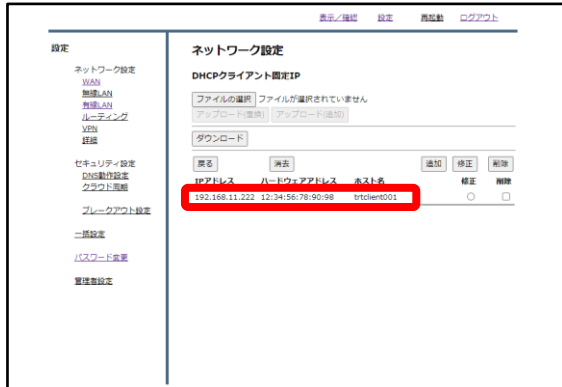 表示／確認 設定 再起動 ログアウト
設定
ネットワーク設定
WAN
無線LAN
有線LAN
ルーティング
VPN
詳細
セキュリティ設定
DNS動作設定
クラウド同期
ブレークアウト設定
一括設定
パスワード変更
管理者設定
ネットワーク設定
DHCPクライアント固定IP
ファイルの選択 ファイルが選択されていません
アップロード(置換) アップロード(追加)
ダウンロード
戻る 消去 追加 修正 削除
IPアドレス ハードウェアアドレス ホスト名 修正 削除
192.168.11.222 12:34:56:78:90:98 trtclient001